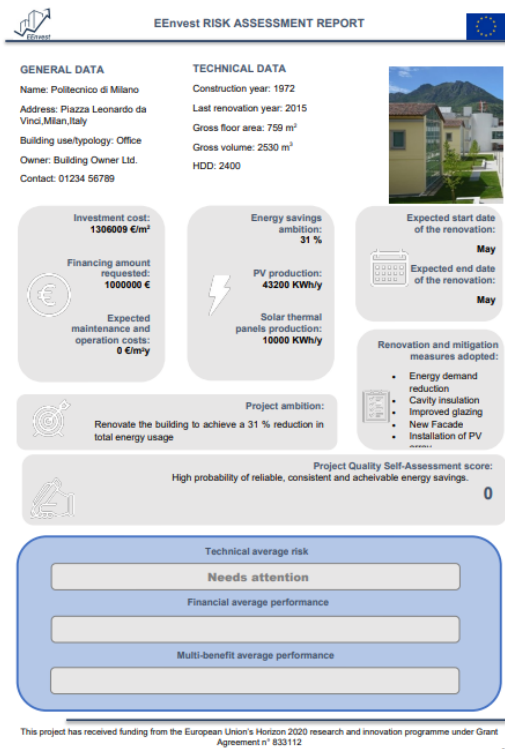 EEnvest
EEnvest RISK ASSESSMENT REPORT
GENERAL DATA
Name: Politecnico di Milano
Address: Piazza Leonardo da
Vinci,Milan,Italy
Building use/typology: Office
Owner: Building Owner Ltd.
Contact: 01234 56789
TECHNICAL DATA
Construction year: 1972
Last renovation year: 2015
Gross floor area: 759 m²
Gross volume: 2530 m³
HDD: 2400
Investment cost:
1306009 €/m²
Financing amount
requested:
1000000 €
Expected
maintenance and
operation costs:
0 €/m²y
Energy savings
ambition:
31 %
PV production:
43200 KWh/y
Solar thermal
panels production:
10000 KWh/y
Expected start date
of the renovation:
May
Expected end date
of the renovation:
May
Renovation and mitigation
measures adopted:
• Energy demand
reduction
• Cavity insulation
• Improved glazing
• New Facade
• Installation of PV
Project ambition:
Renovate the building to achieve a 31 % reduction in
total energy usage
Project Quality Self-Assessment score:
High probability of reliable, consistent and acheivable energy savings.
0
Technical average risk
Needs attention
Financial average performance
Multi-benefit average performance
This project has received funding from the European Union's Horizon 2020 research and innovation programme under Grant
Agreement n° 833112